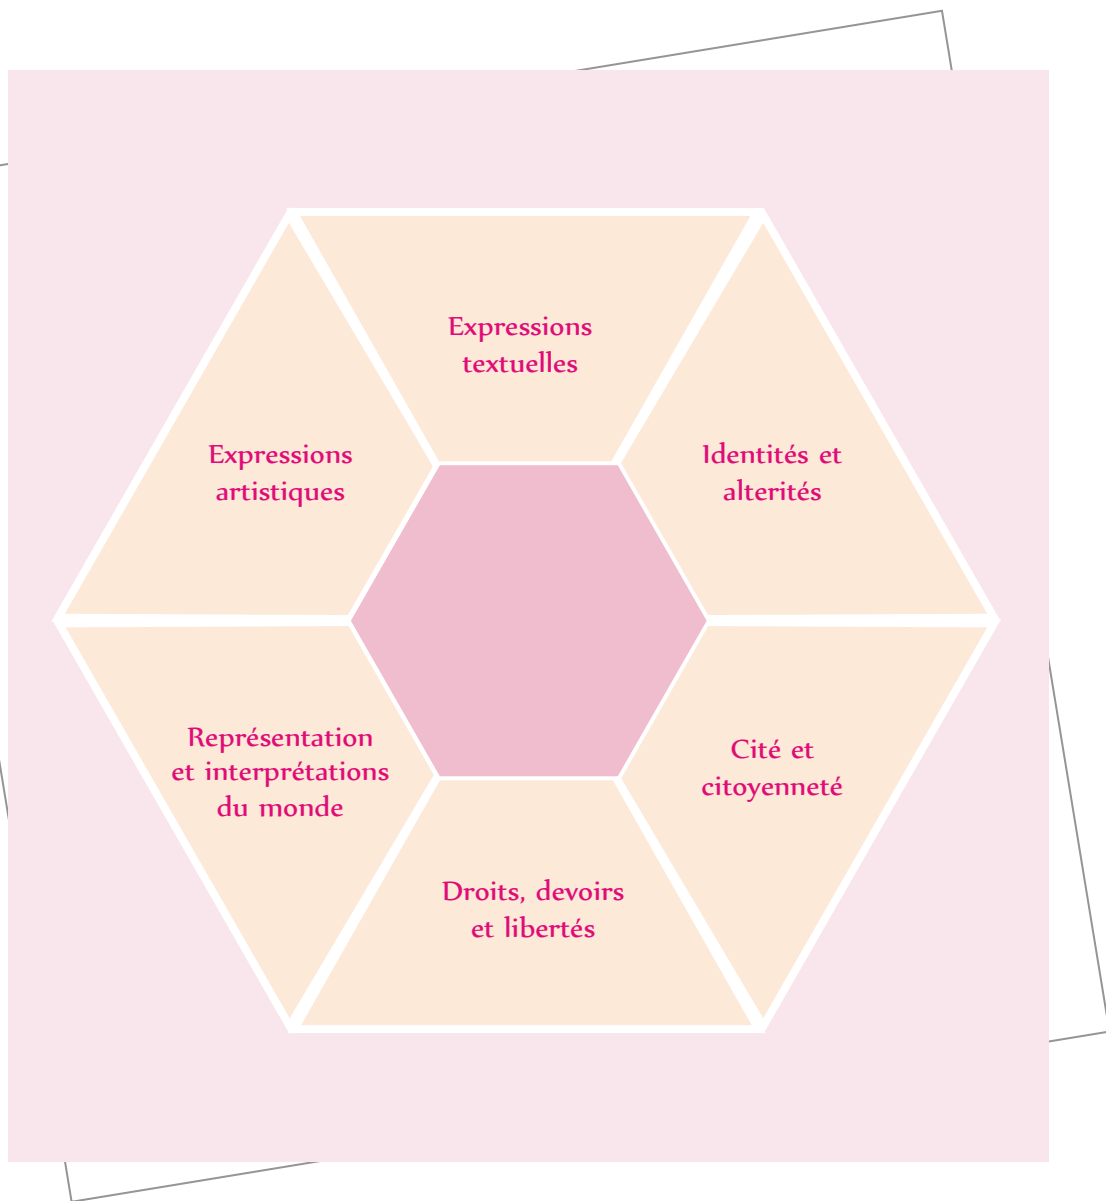 Expressions
textuelles
Expressions
artistiques
Identités et
alterités
Représentation
et interprétations
du monde
Cité et
citoyenneté
Droits, devoirs
et libertés